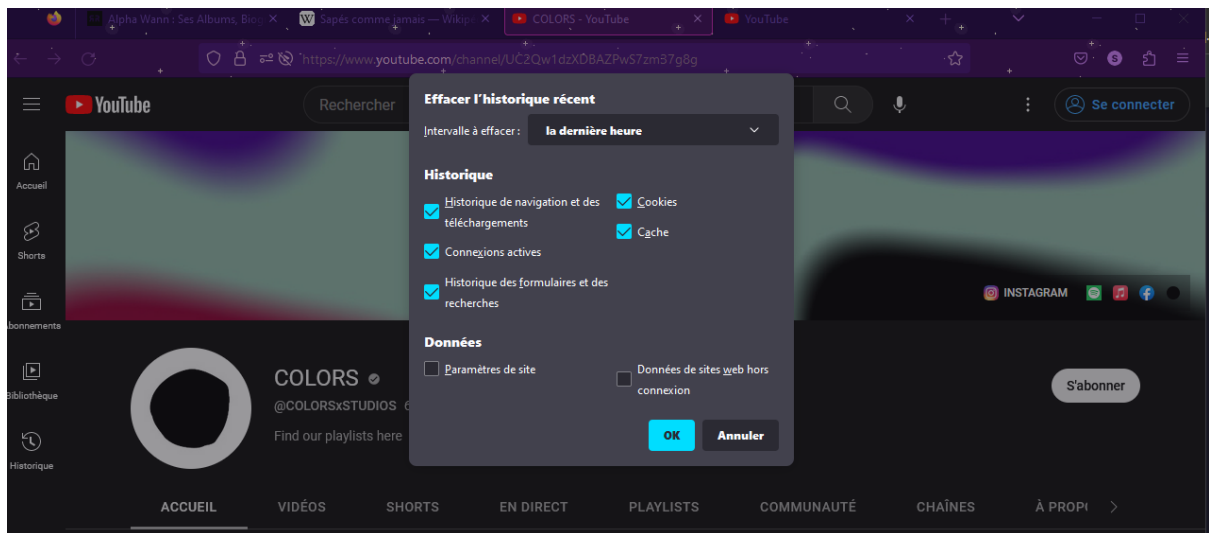 Alpha Wann : Ses Albums, Biog
Sapés comme jamais — Wikipé
COLORS - YouTube
YouTube
https://www.youtube.com/channel/UC2Qw1dzXDBAZPwS7zm37g8g
YouTube
Rechercher
Se connecter
Accueil
Shorts
Abonnements
Bibliothèque
Historique
Effacer l'historique récent
Intervalle à effacer : la dernière heure
Historique
Historique de navigation et des
téléchargements
Cookies
Cache
Connexions actives
Historique des formulaires et des
recherches
Données
Paramètres de site
Données de sites web hors
connexion
OK Annuler
INSTAGRAM
COLORS
@COLORSxSTUDIOS 6
Find our playlists here
S'abonner
ACCUEIL VIDÉOS SHORTS EN DIRECT PLAYLISTS COMMUNAUTÉ CHAÎNES À PROP